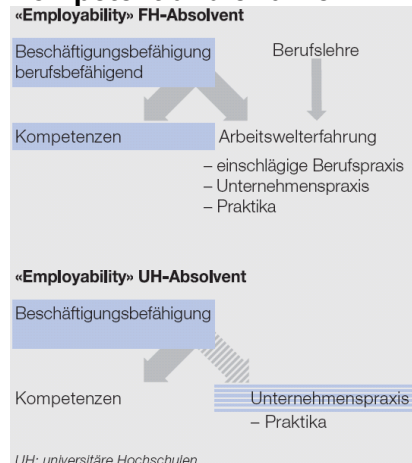 «Employability» FH-Absolvent
Beschäftigungsbefähigung
berufsbefähigend
Berufslehre
Kompetenzen
Arbeitswelterfahrung
– einschlägige Berufspraxis
– Unternehmenspraxis
– Praktika
«Employability» UH-Absolvent
Beschäftigungsbefähigung
Kompetenzen
Unternehmenspraxis
– Praktika
UH: universitäre Hochschulen